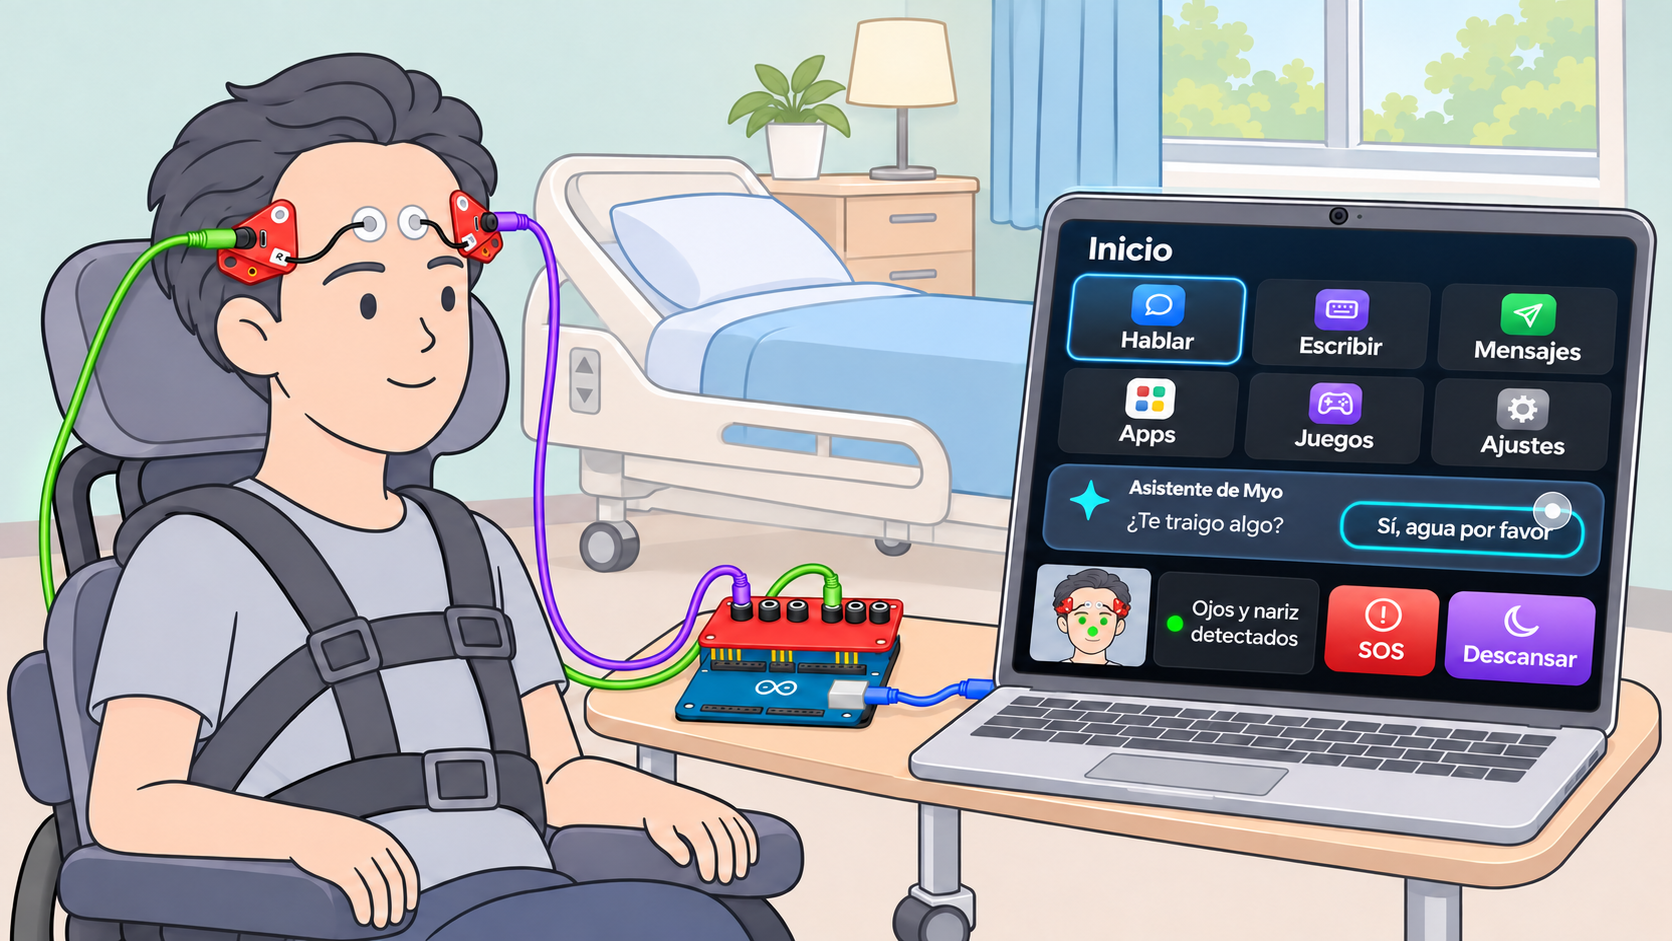 Inicio
Hablar
Escribir
Mensajes
Apps
Juegos
Ajustes
Asistente de Myo
¿Te traigo algo?
Sí, agua por favor
Ojos y nariz
detectados
SOS
Descansar
R